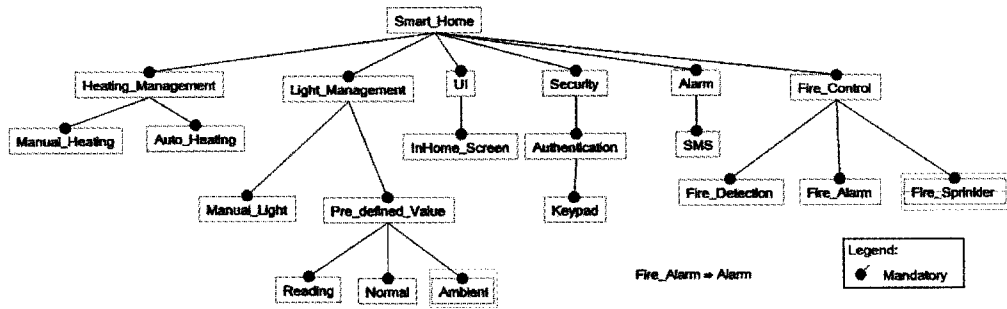 Smart_Home
Heating_Management
Light_Management
UI
Security
Alarm
Fire_Control
Manual_Heating
Auto_Heating
InHome_Screen
Authentication
SMS
Manual_Light
Pre_defined_Value
Keypad
Fire_Detection
Fire_Alarm
Fire_Sprinkler
Reading
Normal
Ambient
Fire_Alarm ⇒ Alarm
Legend:
Mandatory